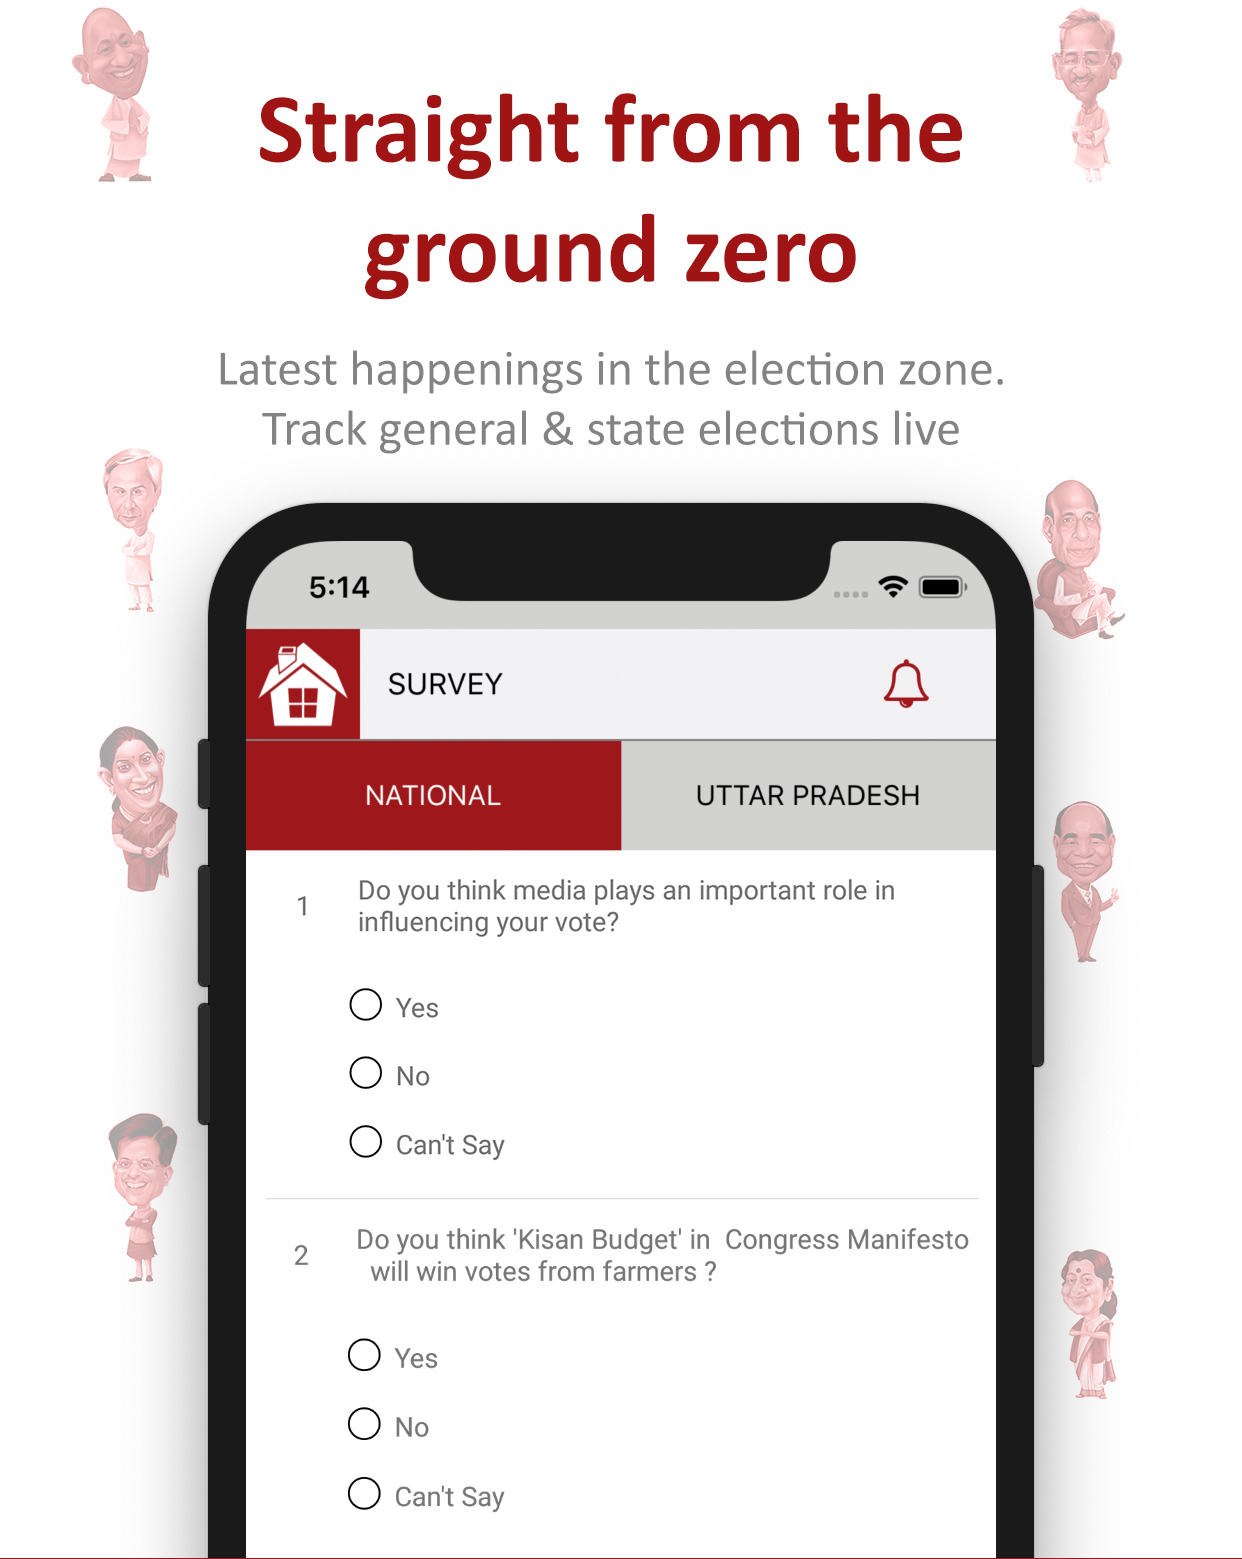 Straight from the
ground zero
Latest happenings in the election zone.
Track general & state elections live
5:14
SURVEY
NATIONAL
UTTAR PRADESH
1
Do you think media plays an important role in
influencing your vote?
Yes
No
Can't Say
2
Do you think 'Kisan Budget' in Congress Manifesto
will win votes from farmers ?
Yes
No
Can't Say